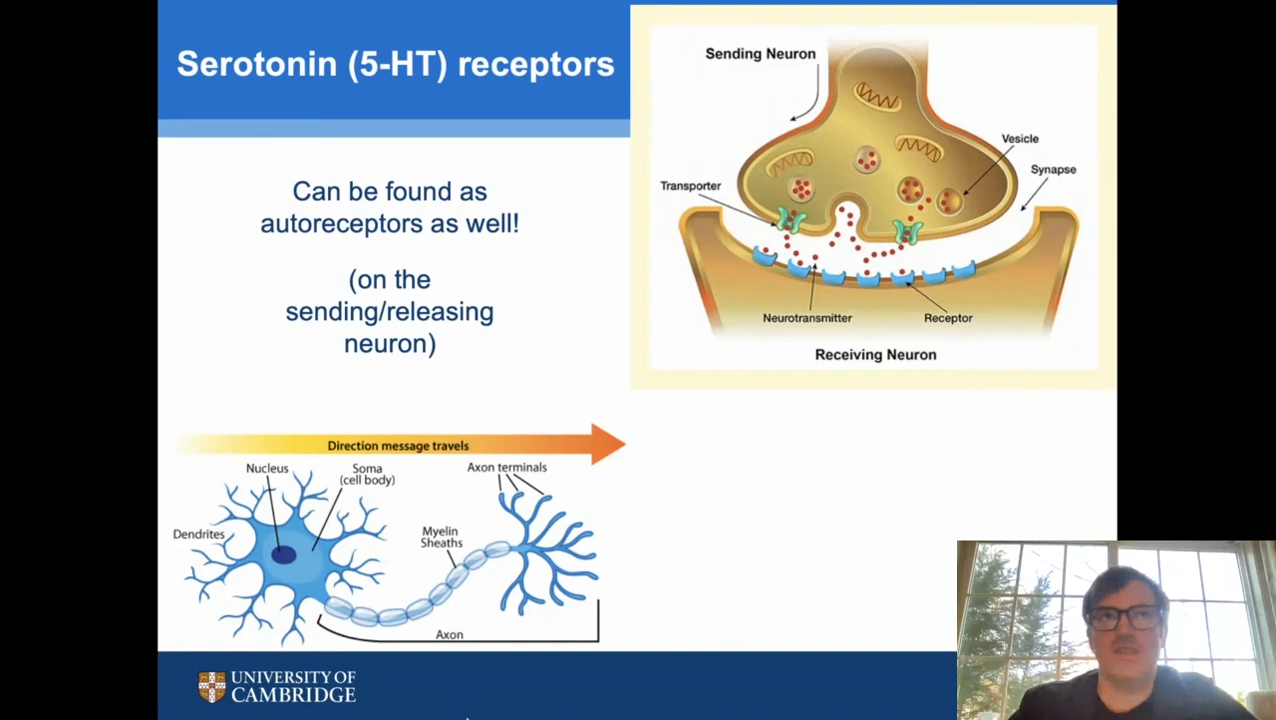 Serotonin (5-HT) receptors
Can be found as
autoreceptors as well!
(on the
sending/releasing
neuron)
Sending Neuron
Vesicle
Synapse
Transporter
Neurotransmitter
Receptor
Receiving Neuron
Direction message travels
Nucleus
Soma
(cell body)
Axon terminals
Dendrites
Myelin
Sheaths
Axon
UNIVERSITY OF
CAMBRIDGE